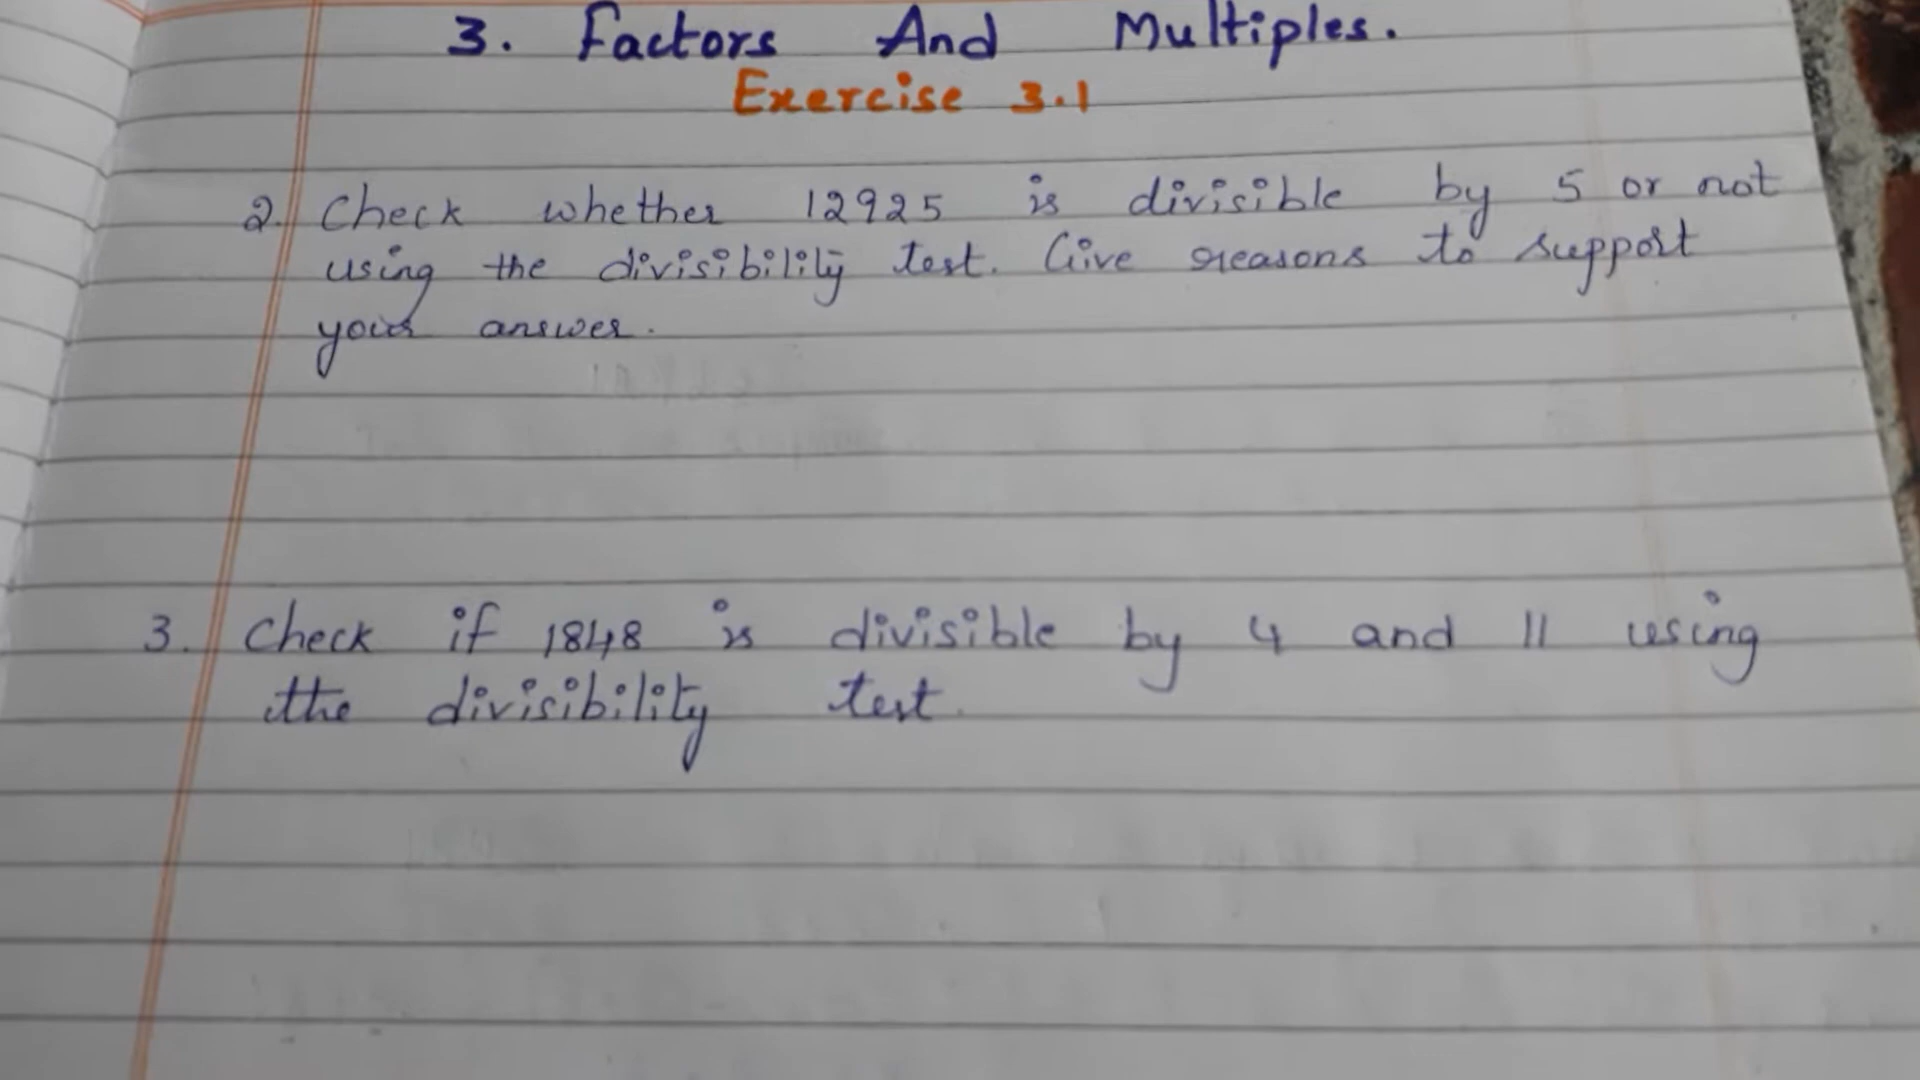 3. Factors And Multiples.
Exercise 3.1
2. Check whether 12925 is divisible by 5 or not
using the divisibility test. Give reasons to support
your answer.
3. Check if 1848 is divisible by 4 and 11 using
the divisibility test.